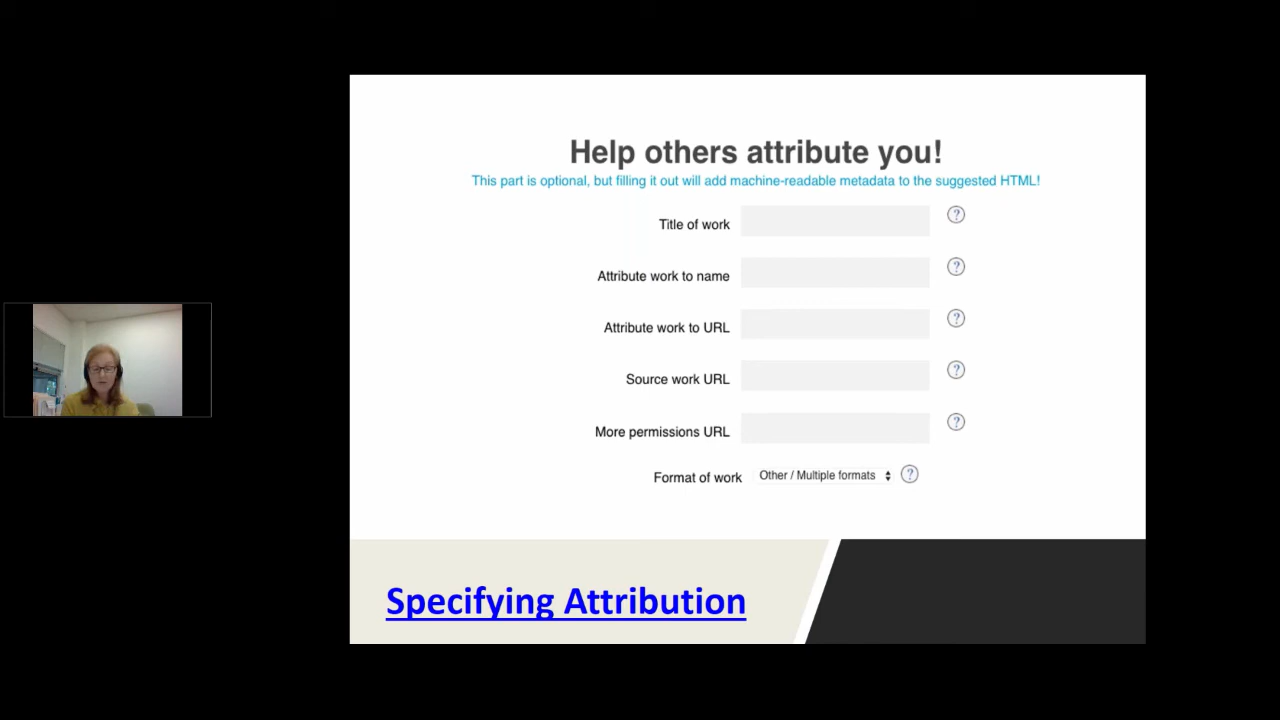 Help others attribute you!
This part is optional, but filling it out will add machine-readable metadata to the suggested HTML!
Title of work ?
Attribute work to name ?
Attribute work to URL ?
Source work URL ?
More permissions URL ?
Format of work Other / Multiple formats ?
Specifying Attribution